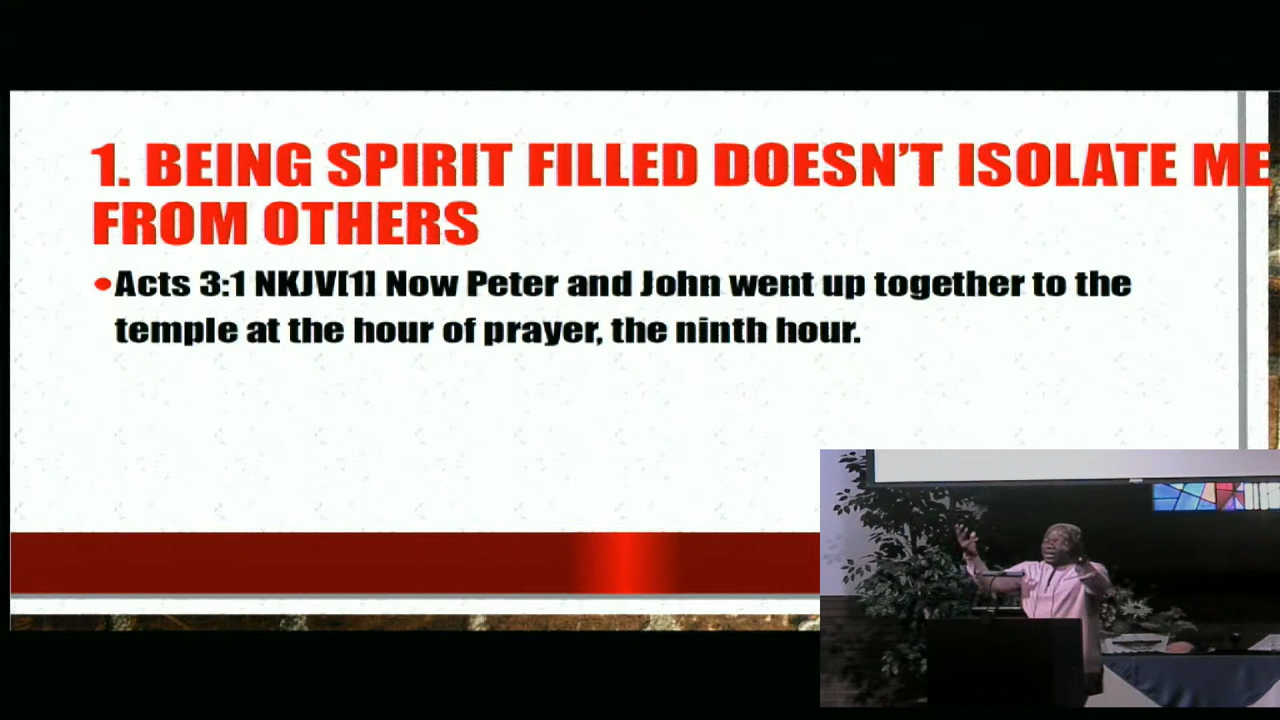 1. BEING SPIRIT FILLED DOESN'T ISOLATE ME
FROM OTHERS
•Acts 3:1 NKJV[1] Now Peter and John went up together to the
temple at the hour of prayer, the ninth hour.